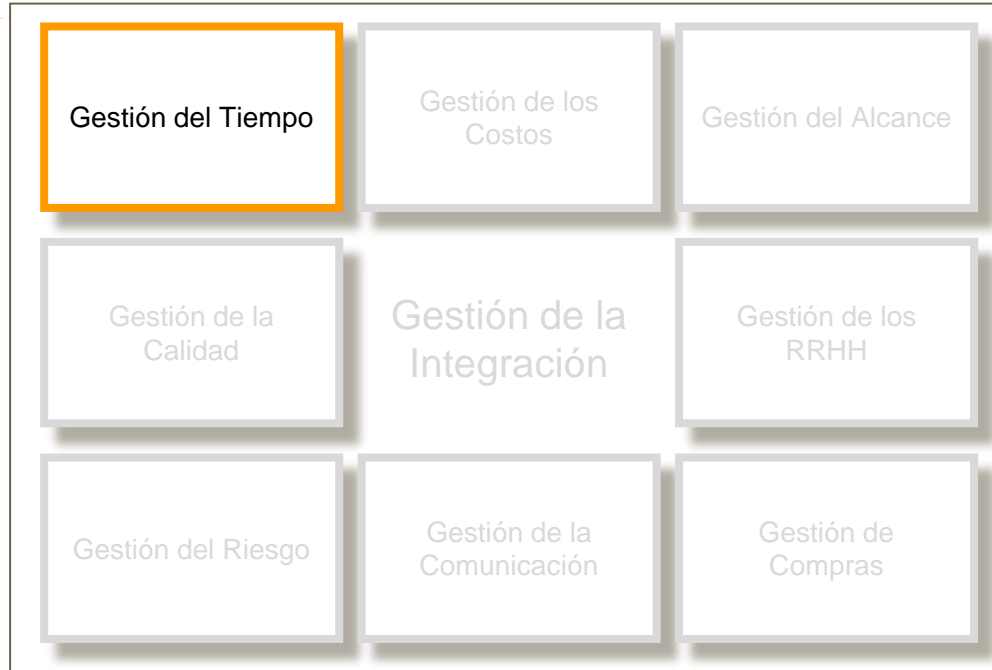 Gestión del Tiempo
Gestión de los
Costos
Gestión del Alcance
Gestión de la
Calidad
Gestión de la
Integración
Gestión de los
RRHH
Gestión del Riesgo
Gestión de la
Comunicación
Gestión de
Compras